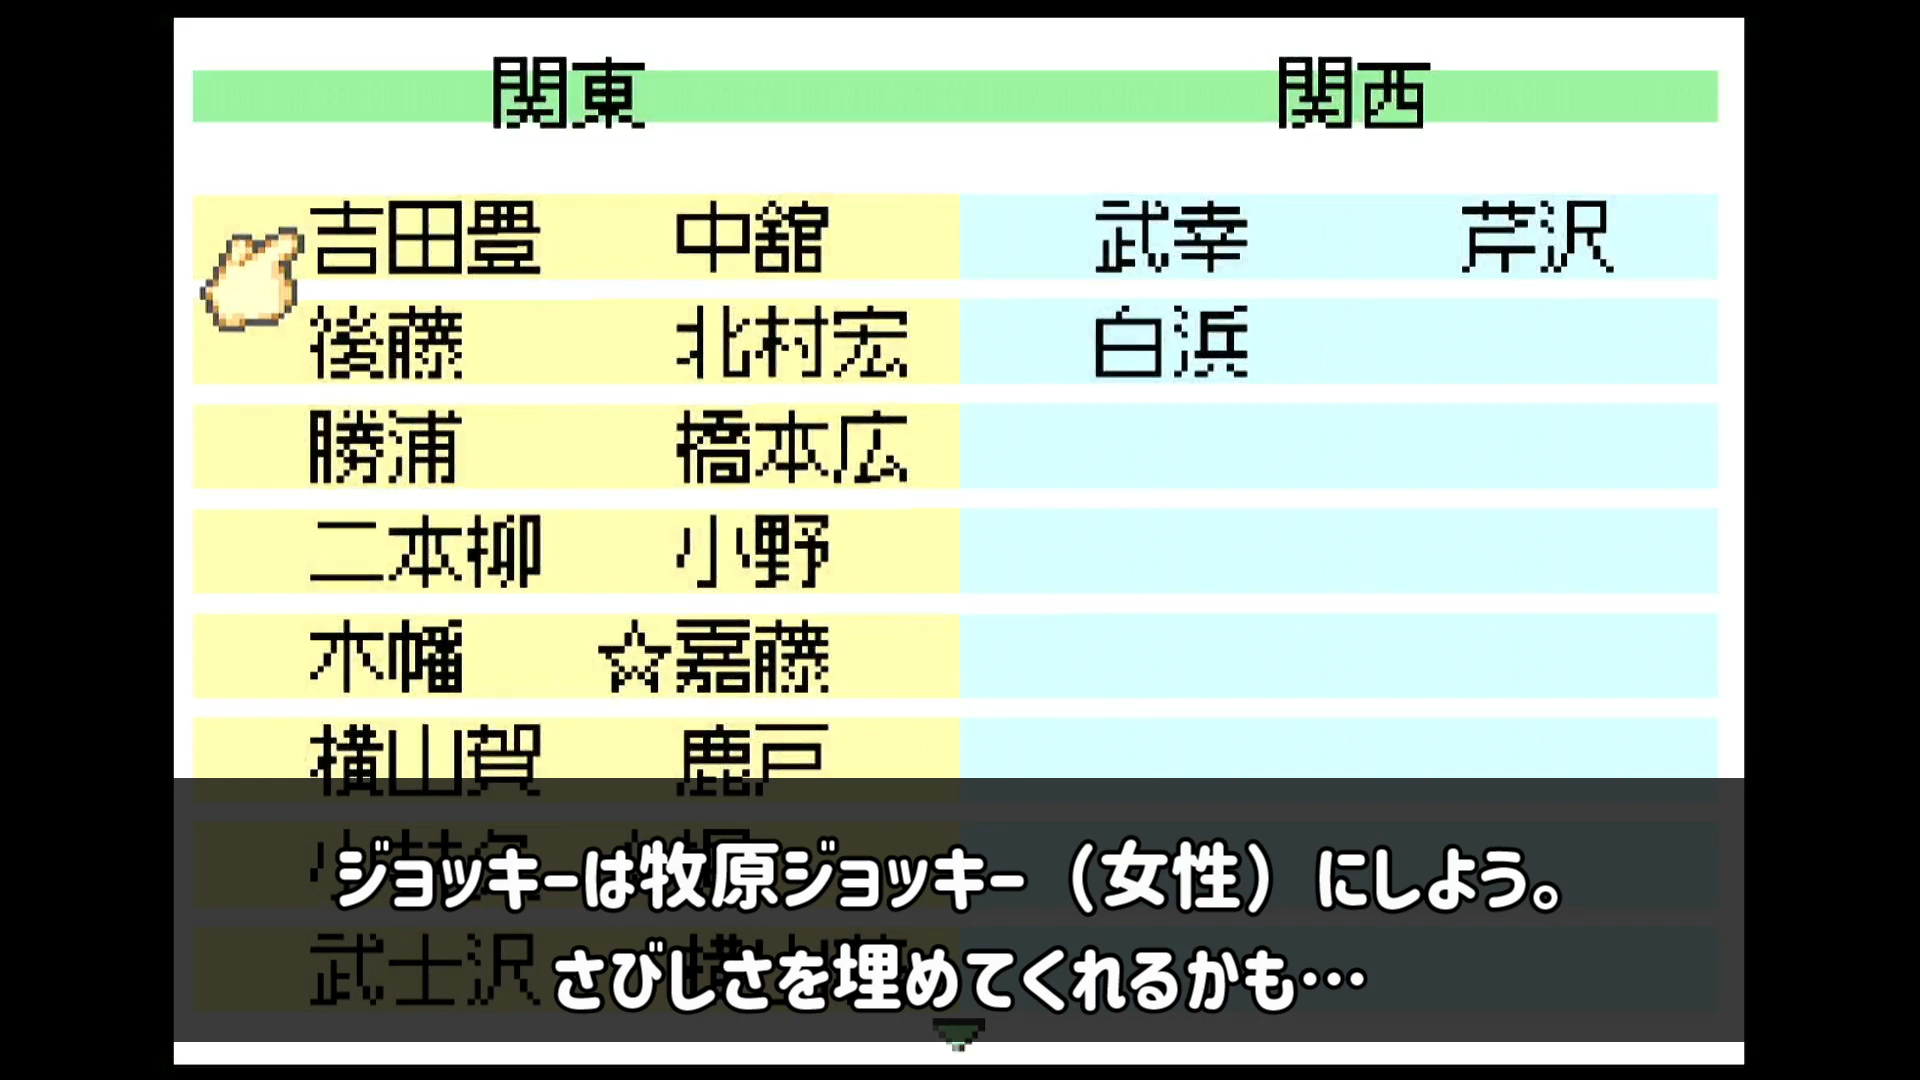 関東 関西
吉田豊 中舘 武幸 芹沢
後藤 北村宏 白浜
勝浦 橋本広
二本柳 小野
木幡 ☆嘉藤
横山賀 鹿戸
ジョッキーは牧原ジョッキー（女性）にしよう。
武士沢
さびしさを埋めてくれるかも…